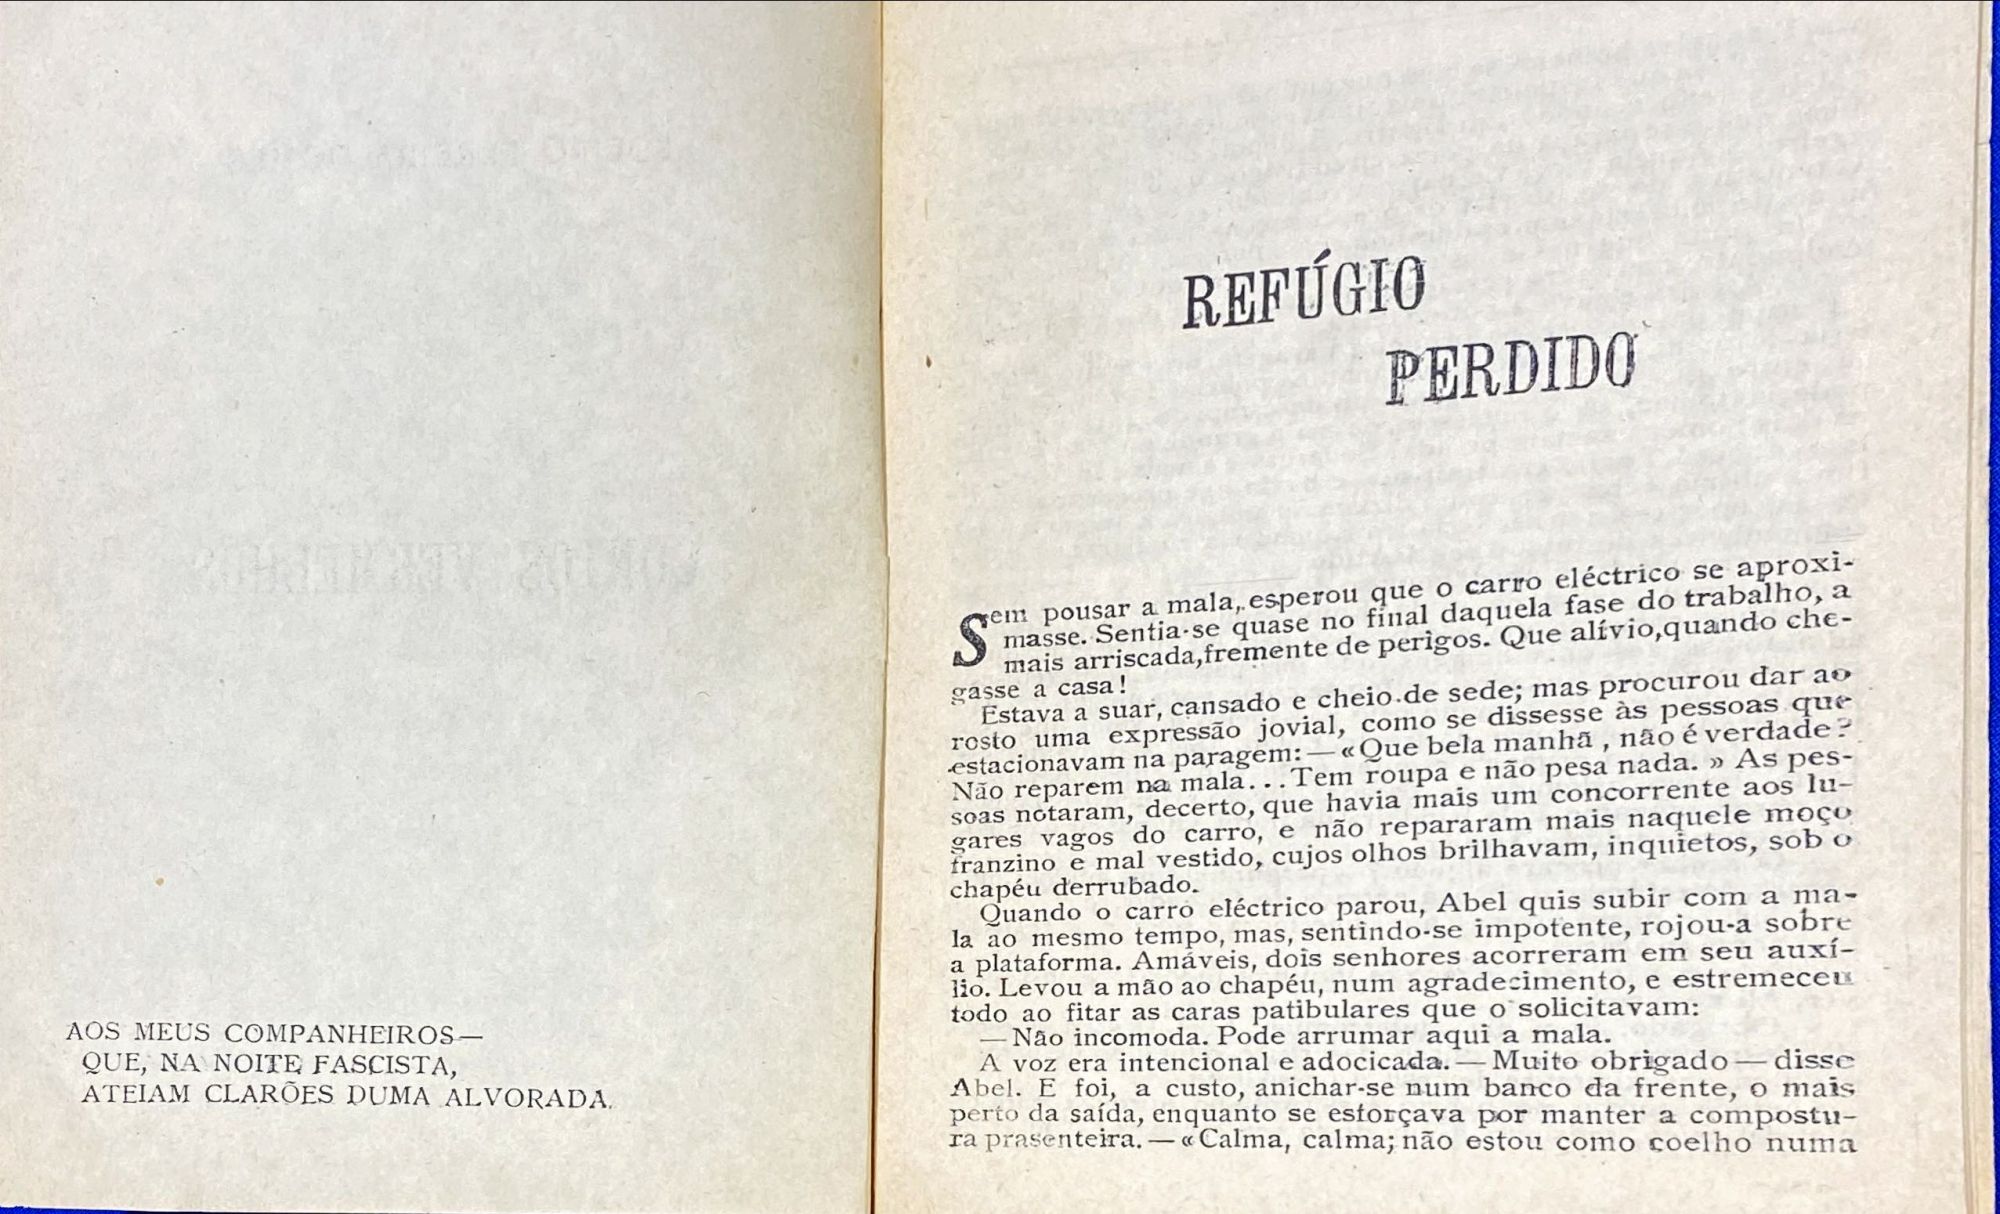 AOS MEUS COMPANHEIROS—
QUE, NA NOITE FASCISTA,
ATEIAM CLARÕES DUMA ALVORADA.
REFÚGIO
PERDIDO
Sem pousar a mala, esperou que o carro eléctrico se aproxi-
masse. Sentia-se quase no final daquela fase do trabalho, a
mais arriscada,fremente de perigos. Que alívio,quando che-
gasse a casa!
Estava a suar, cansado e cheio de sede; mas procurou dar ao
rosto uma expressão jovial, como se dissesse às pessoas que
estacionavam na paragem: — «Que bela manhã , não é verdade?
Não reparem na mala... Tem roupa e não pesa nada. » As pes-
soas notaram, decerto, que havia mais um concorrente aos lu-
gares vagos do carro, e não repararam mais naquele moço
franzino e mal vestido, cujos olhos brilhavam, inquietos, sob o
chapéu derrubado.
Quando o carro eléctrico parou, Abel quis subir com a ma-
la ao mesmo tempo, mas, sentindo-se impotente, rojou-a sobre
a plataforma. Amáveis, dois senhores acorreram em seu auxí-
lio. Levou a mão ao chapéu, num agradecimento, e estremeceu
todo ao fitar as caras patibulares que o solicitavam:
— Não incomoda. Pode arrumar aqui a mala.
A voz era intencional e adocicada. — Muito obrigado — disse
Abel. E foi, a custo, anichar-se num banco da frente, o mais
perto da saída, enquanto se esforçava por manter a compostu-
ra prasenteira. — «Calma, calma; não estou como coelho numa